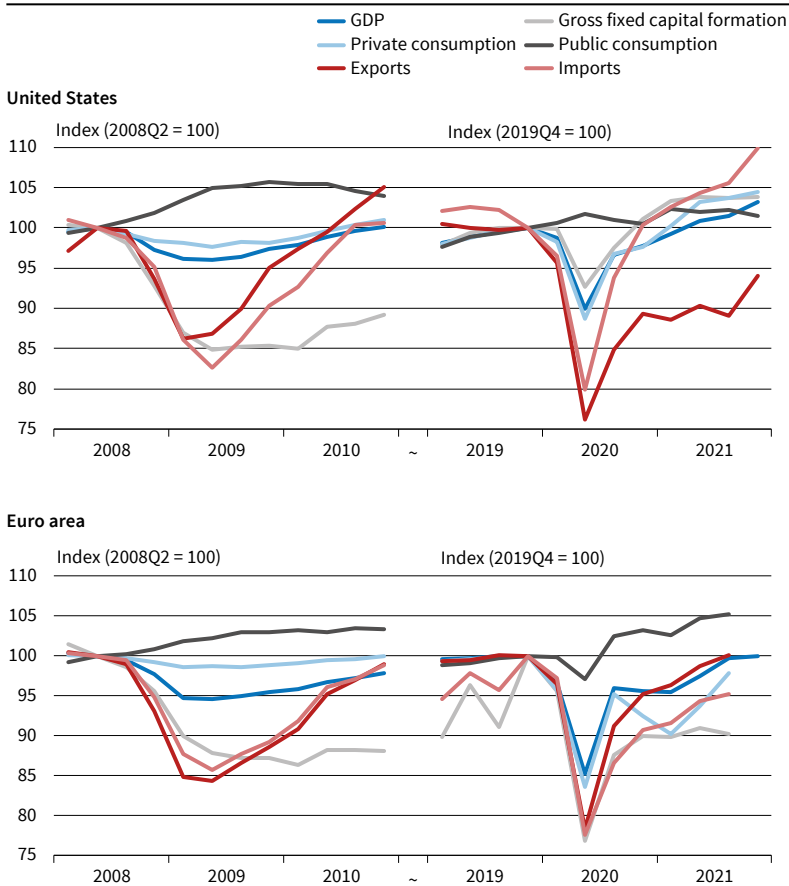 GDP Gross fixed capital formation
Private consumption Public consumption
Exports Imports
United States
Index (2008Q2 = 100) Index (2019Q4 = 100)
110
105
100
95
90
85
80
75
2008 2009 2010 ~ 2019 2020 2021
Euro area
Index (2008Q2 = 100) Index (2019Q4 = 100)
110
105
100
95
90
85
80
75
2008 2009 2010 ~ 2019 2020 2021